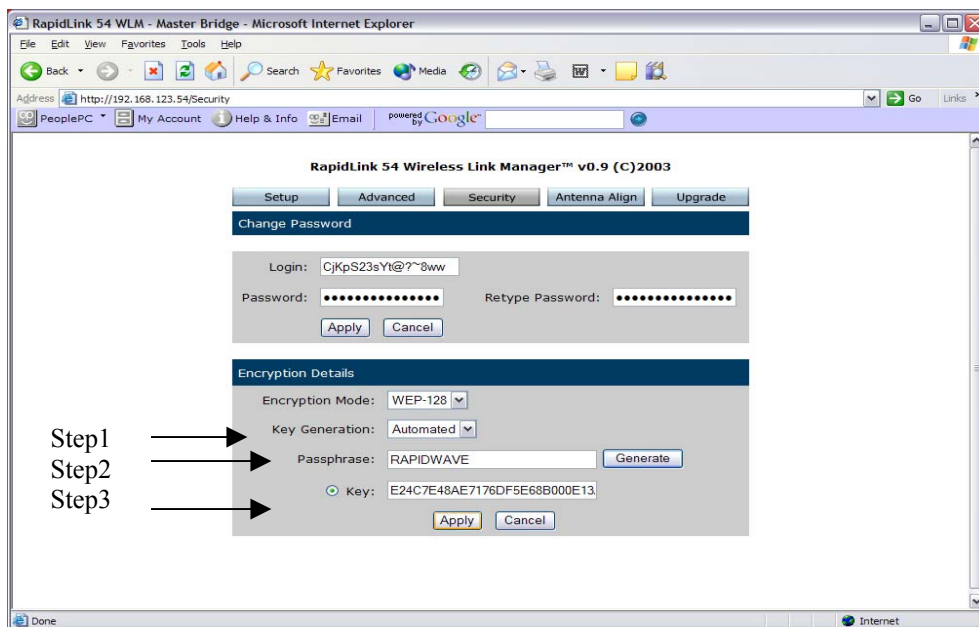 RapidLink 54 WLM - Master Bridge - Microsoft Internet Explorer
File Edit View Favorites Tools Help
Back Search Favorites Media
Address http://192.168.123.54/Security Go Links
PeoplePC My Account Help & Info Email powered by Google
RapidLink 54 Wireless Link Manager™ v0.9 (C)2003
Setup Advanced Security Antenna Align Upgrade
Change Password
Login: CjKpS23sYt@?~8ww
Password: ●●●●●●●●●●●●●●● Retype Password: ●●●●●●●●●●●●●●●
Apply Cancel
Encryption Details
Encryption Mode: WEP-128
Step1 Key Generation: Automated
Step2 Passphrase: RAPIDWAVE Generate
Step3 Key: E24C7E48AE7176DF5E68B000E13
Apply Cancel
Done Internet